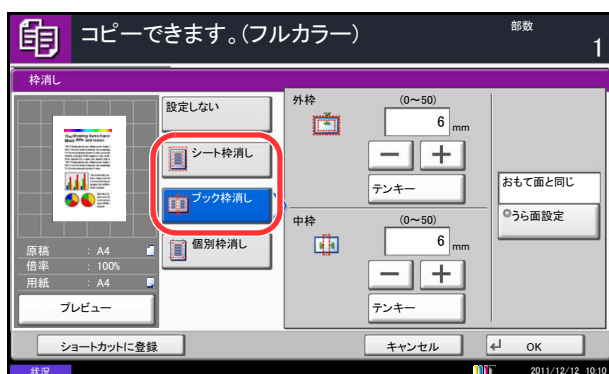 コピーできます。(フルカラー)
部数
1
枠消し
設定しない
シート枠消し
ブック枠消し
個別枠消し
原稿 : A4
倍率 : 100%
用紙 : A4
プレビュー
外枠
(0～50)
6 mm
テンキー
中枠
(0～50)
6 mm
テンキー
おもて面と同じ
うら面設定
ショートカットに登録
キャンセル
OK
状況
2011/12/12 10:10